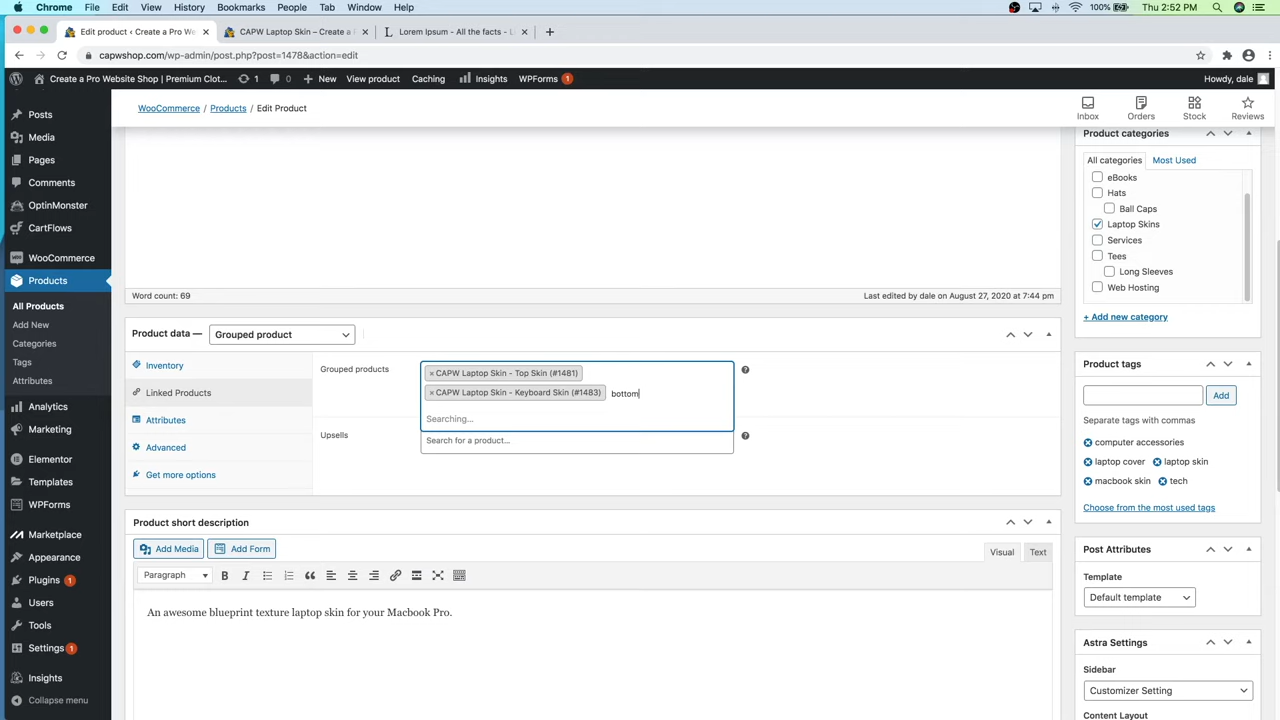 Chrome File Edit View History Bookmarks People Tab Window Help 100% Thu 2:52 PM
Edit product ‹ Create a Pro We
CAPW Laptop Skin – Create a
Lorem Ipsum - All the facts - L
capwshop.com/wp-admin/post.php?post=1478&action=edit
Create a Pro Website Shop | Premium Clot... 1 0 New View product Caching Insights WPForms 1 Howdy, dale
Posts
Media
Pages
Comments
OptinMonster
CartFlows
WooCommerce
Products
All Products
Add New
Categories
Tags
Attributes
Analytics
Marketing
Elementor
Templates
WPForms
Marketplace
Appearance
Plugins 1
Users
Tools
Settings 1
Insights
Collapse menu
WooCommerce / Products / Edit Product
Inbox
Orders
Stock
Reviews
Word count: 69
Last edited by dale on August 27, 2020 at 7:44 pm
Product data — Grouped product
Inventory
Linked Products
Attributes
Advanced
Get more options
Grouped products
× CAPW Laptop Skin - Top Skin (#1481)
× CAPW Laptop Skin - Keyboard Skin (#1483) bottom
Searching…
Upsells
Search for a product…
Product short description
Add Media
Add Form
Visual
Text
Paragraph
An awesome blueprint texture laptop skin for your Macbook Pro.
Product categories
All categories
Most Used
eBooks
Hats
Ball Caps
Laptop Skins
Services
Tees
Long Sleeves
Web Hosting
+ Add new category
Product tags
Add
Separate tags with commas
computer accessories
laptop cover
laptop skin
macbook skin
tech
Choose from the most used tags
Post Attributes
Template
Default template
Astra Settings
Sidebar
Customizer Setting
Content Layout